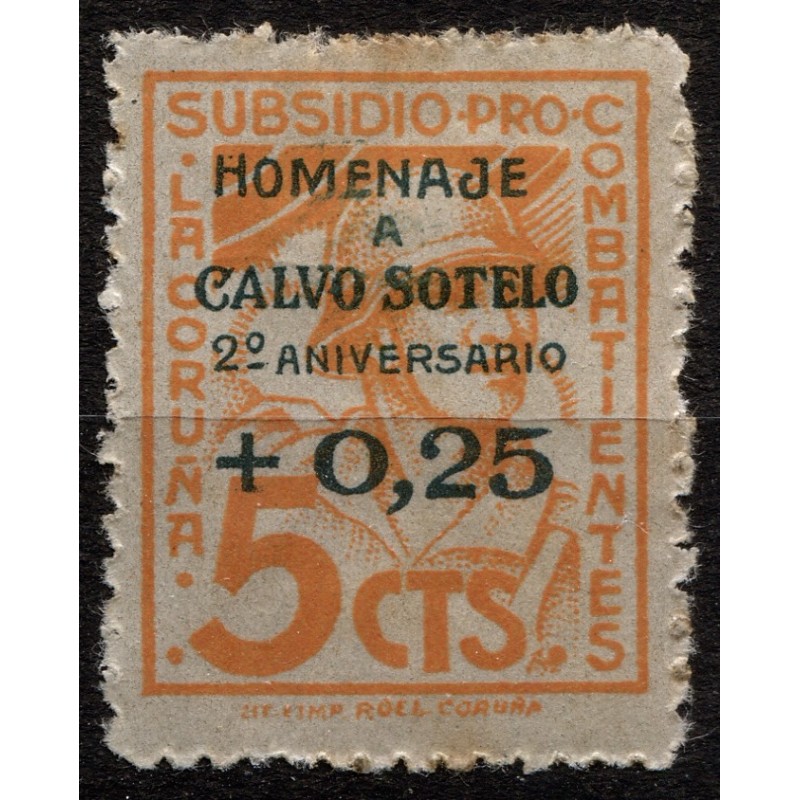 SUBSIDIO·PRO·COMBATIENTES
·LA CORUÑA·
HOMENAJE
A
CALVO SOTELO
2º ANIVERSARIO
+ 0,25
5 CTS.
LIT. E IMP. ROEL CORUÑA